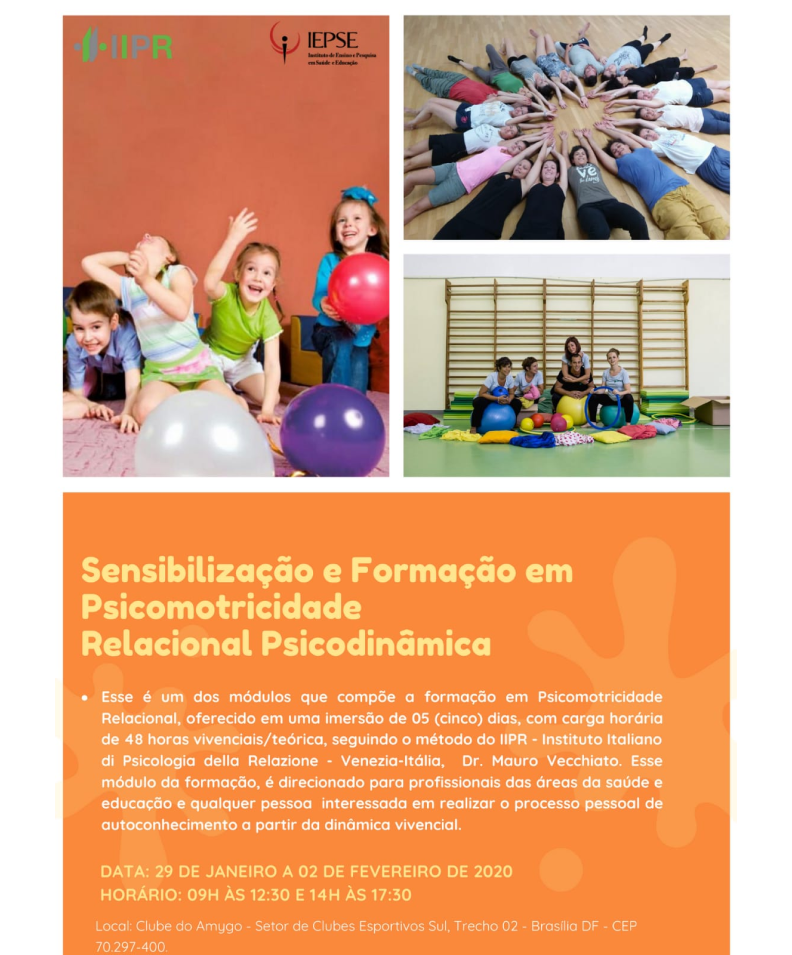 IIPR
IEPSE
Instituto de Ensino e Pesquisa
em Saúde e Educação
VE
Sensibilização e Formação em
Psicomotricidade
Relacional Psicodinâmica
• Esse é um dos módulos que compõe a formação em Psicomotricidade
Relacional, oferecido em uma imersão de 05 (cinco) dias, com carga horária
de 48 horas vivenciais/teórica, seguindo o método do IIPR - Instituto Italiano
di Psicologia della Relazione - Venezia-Itália, Dr. Mauro Vecchiato. Esse
módulo da formação, é direcionado para profissionais das áreas da saúde e
educação e qualquer pessoa interessada em realizar o processo pessoal de
autoconhecimento a partir da dinâmica vivencial.
DATA: 29 DE JANEIRO A 02 DE FEVEREIRO DE 2020
HORÁRIO: 09H ÀS 12:30 E 14H ÀS 17:30
Local: Clube do Amygo - Setor de Clubes Esportivos Sul, Trecho 02 - Brasília DF - CEP
70.297-400.